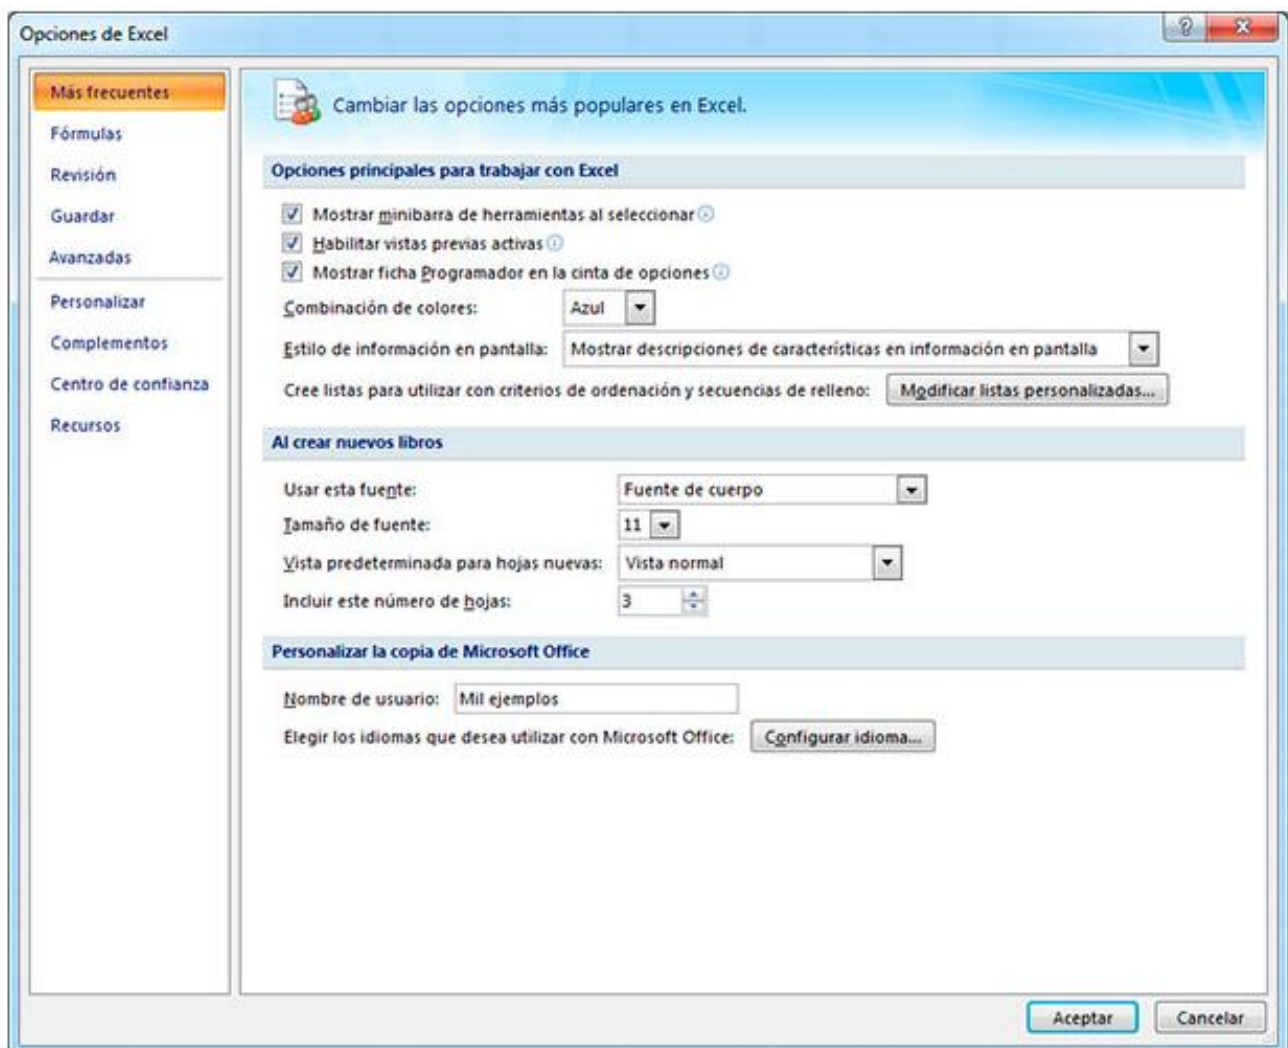 Opciones de Excel
Más frecuentes
Fórmulas
Revisión
Guardar
Avanzadas
Personalizar
Complementos
Centro de confianza
Recursos
Cambiar las opciones más populares en Excel.
Opciones principales para trabajar con Excel
Mostrar minibarra de herramientas al seleccionar
Habilitar vistas previas activas
Mostrar ficha Programador en la cinta de opciones
Combinación de colores: Azul
Estilo de información en pantalla: Mostrar descripciones de características en información en pantalla
Cree listas para utilizar con criterios de ordenación y secuencias de relleno: Modificar listas personalizadas...
Al crear nuevos libros
Usar esta fuente: Fuente de cuerpo
Tamaño de fuente: 11
Vista predeterminada para hojas nuevas: Vista normal
Incluir este número de hojas: 3
Personalizar la copia de Microsoft Office
Nombre de usuario: Mil ejemplos
Elegir los idiomas que desea utilizar con Microsoft Office: Configurar idioma...
Aceptar Cancelar